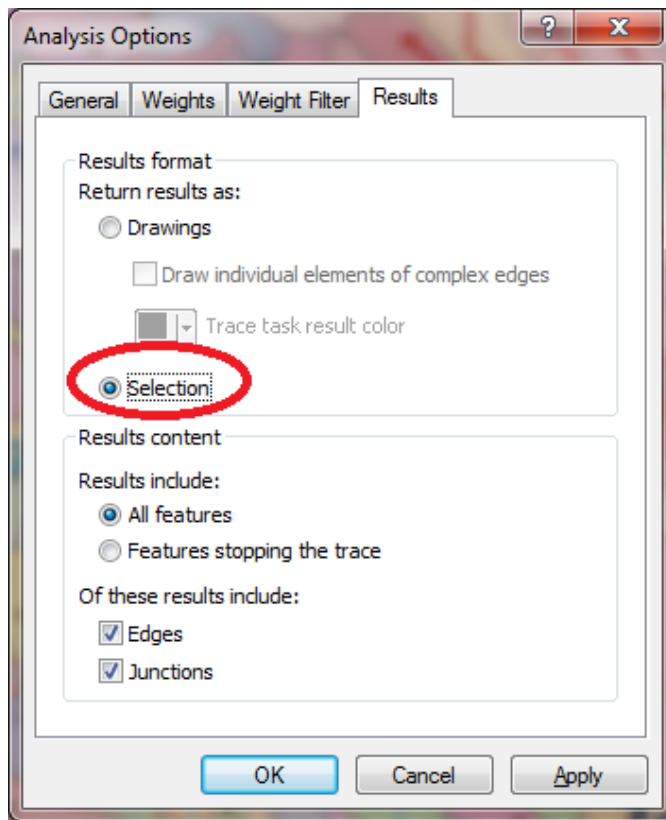 Analysis Options
?
X
General Weights Weight Filter Results
Results format
Return results as:
Drawings
Draw individual elements of complex edges
Trace task result color
Selection
Results content
Results include:
All features
Features stopping the trace
Of these results include:
Edges
Junctions
OK Cancel Apply